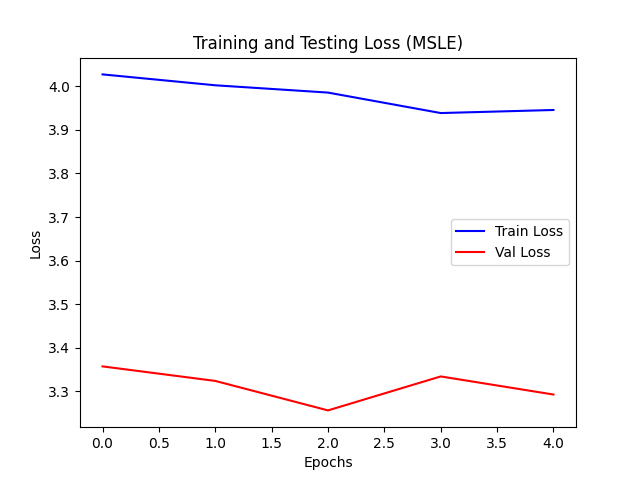 Training and Testing Loss (MSLE)
4.0
3.9
3.8
3.7
3.6
3.5
3.4
3.3
Loss
Train Loss
Val Loss
0.0 0.5 1.0 1.5 2.0 2.5 3.0 3.5 4.0
Epochs